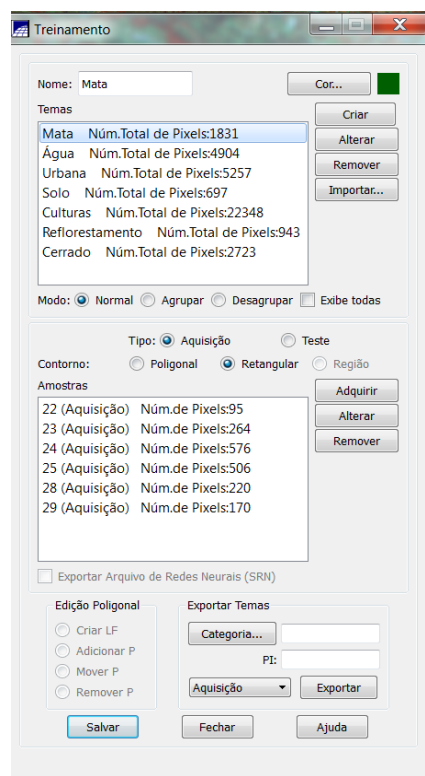 Treinamento
Nome: Mata Cor...
Temas
Mata Núm.Total de Pixels:1831
Água Núm.Total de Pixels:4904
Urbana Núm.Total de Pixels:5257
Solo Núm.Total de Pixels:697
Culturas Núm.Total de Pixels:22348
Reflorestamento Núm.Total de Pixels:943
Cerrado Núm.Total de Pixels:2723
Criar
Alterar
Remover
Importar...
Modo: Normal Agrupar Desagrupar Exibe todas
Tipo: Aquisição Teste
Contorno: Poligonal Retangular Região
Amostras
22 (Aquisição) Núm.de Pixels:95
23 (Aquisição) Núm.de Pixels:264
24 (Aquisição) Núm.de Pixels:576
25 (Aquisição) Núm.de Pixels:506
28 (Aquisição) Núm.de Pixels:220
29 (Aquisição) Núm.de Pixels:170
Adquirir
Alterar
Remover
Exportar Arquivo de Redes Neurais (SRN)
Edição Poligonal
Criar LF
Adicionar P
Mover P
Remover P
Exportar Temas
Categoria...
PI:
Aquisição Exportar
Salvar Fechar Ajuda